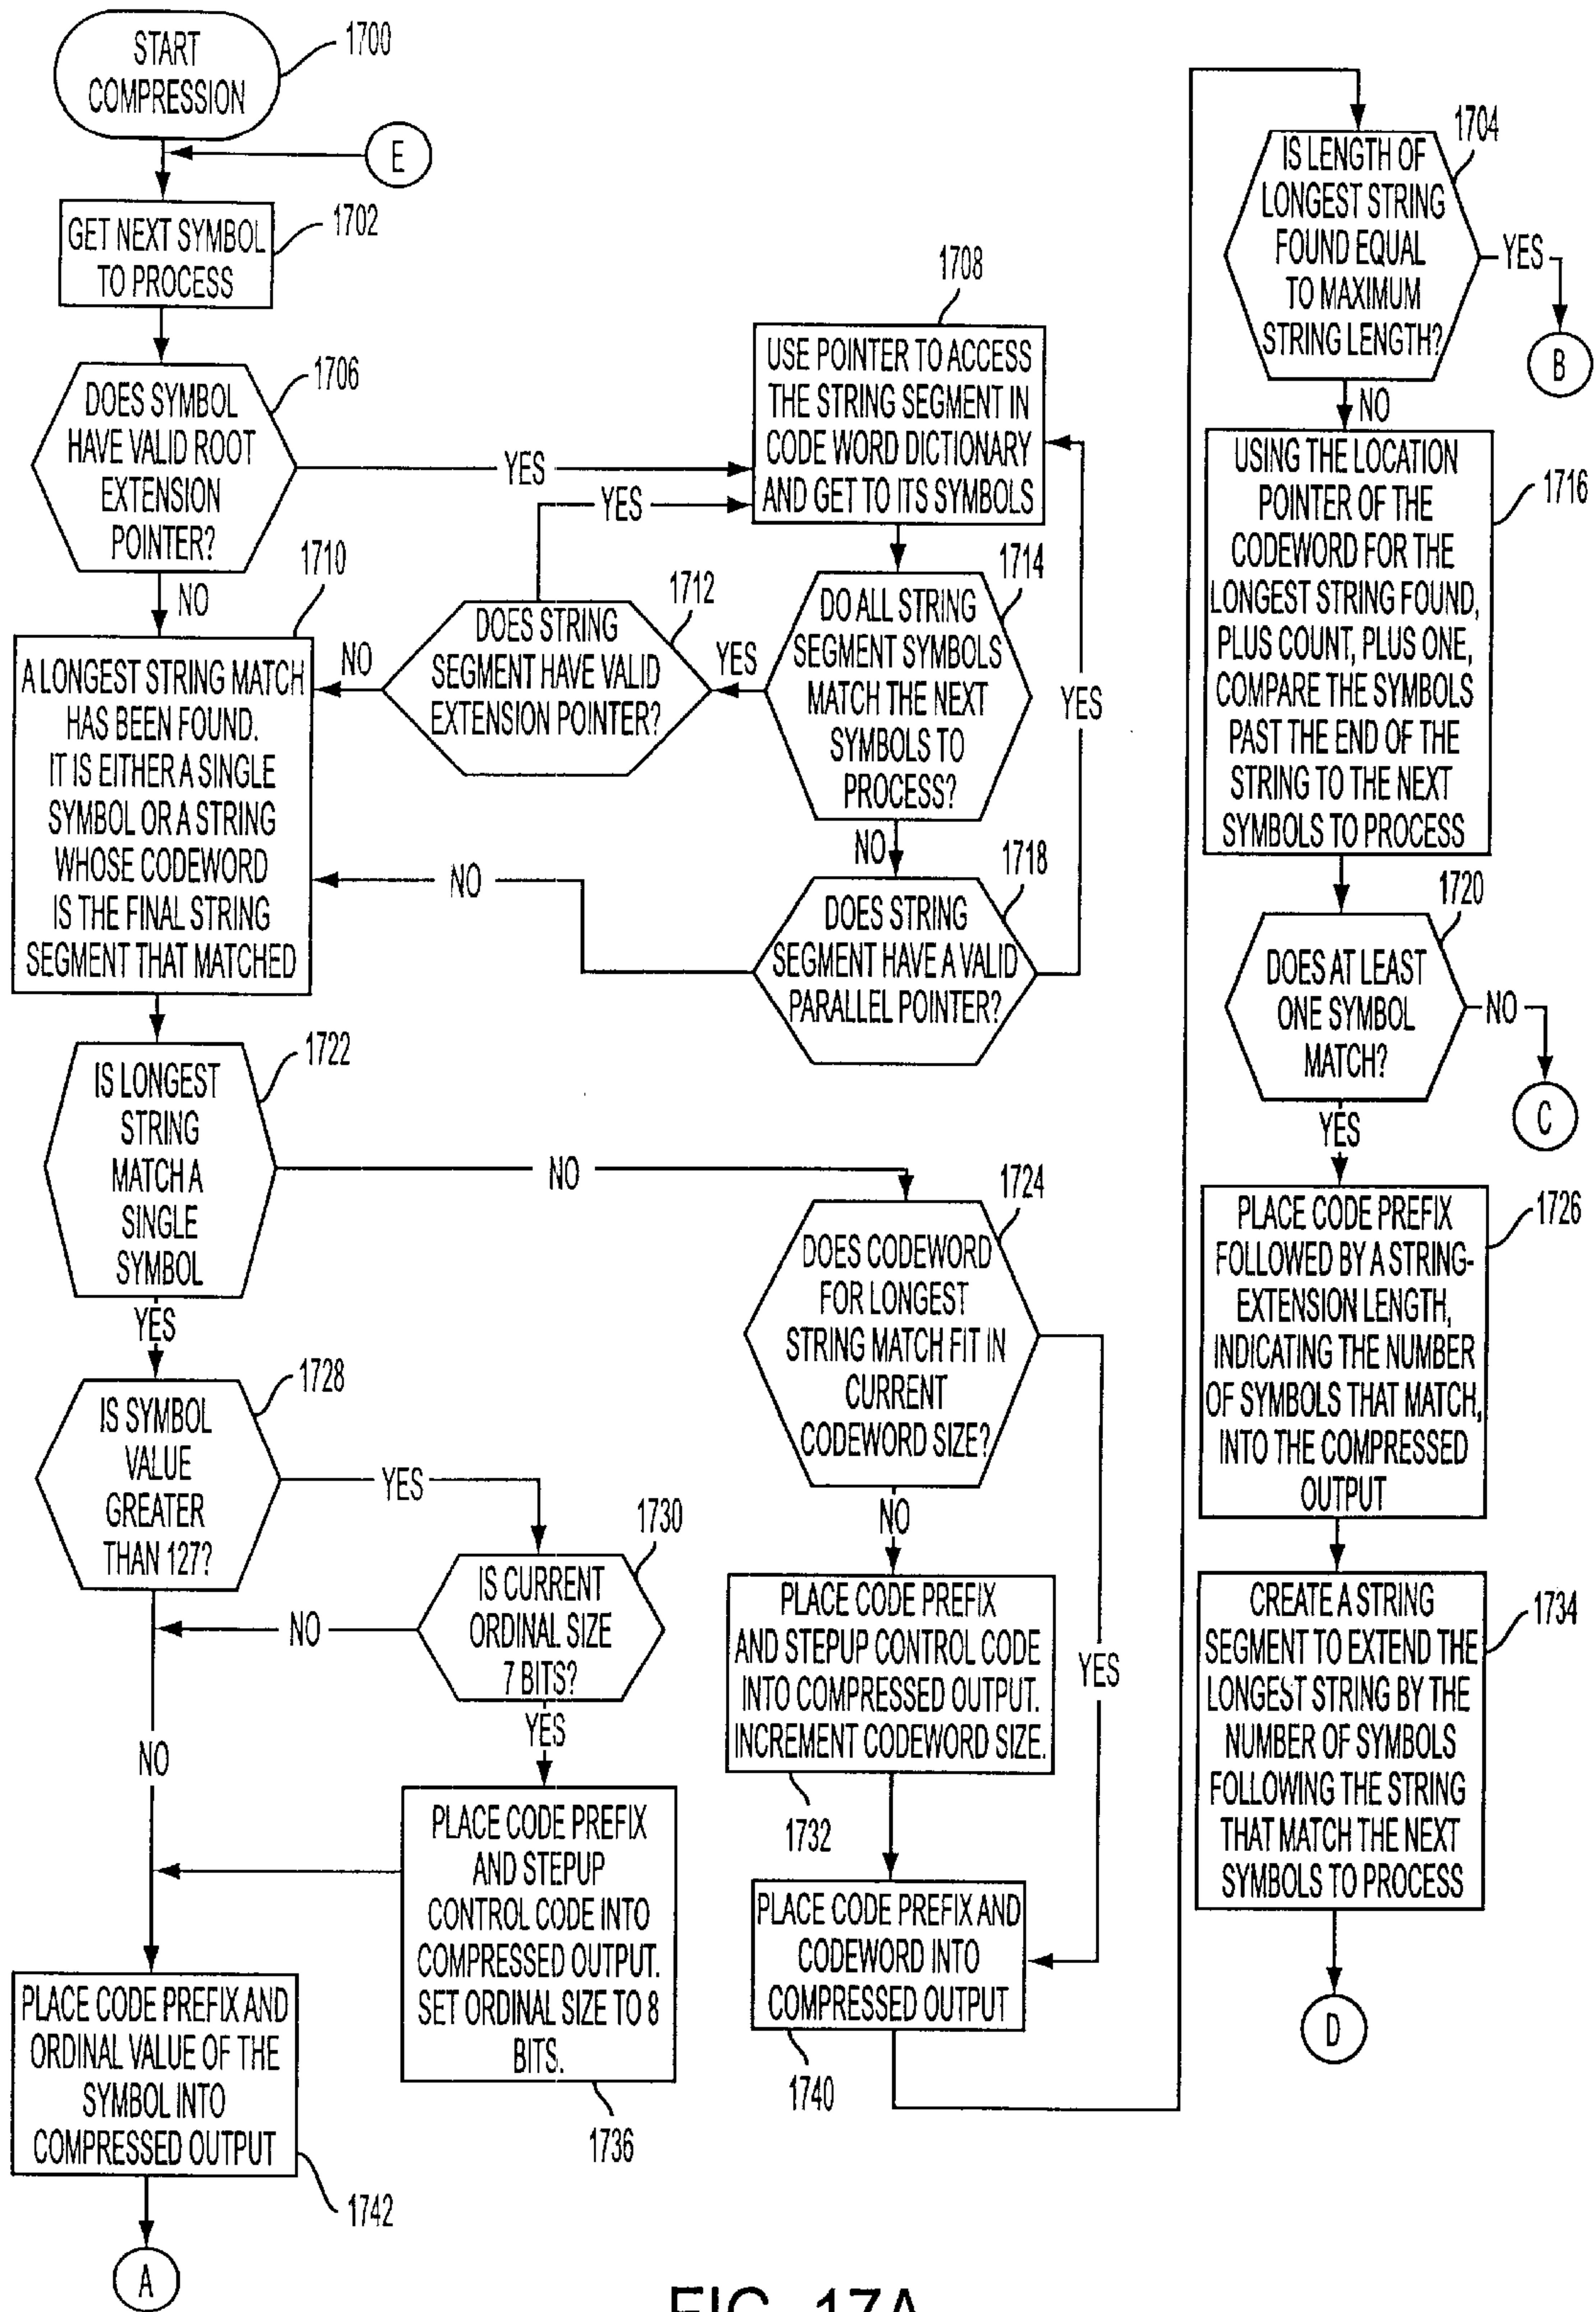 START
COMPRESSION
1700
E
GET NEXT SYMBOL
TO PROCESS
1702
DOES SYMBOL
HAVE VALID ROOT
EXTENSION
POINTER?
1706
YES
NO
1708
USE POINTER TO ACCESS
THE STRING SEGMENT IN
CODE WORD DICTIONARY
AND GET TO ITS SYMBOLS
YES
1710
A LONGEST STRING MATCH
HAS BEEN FOUND.
IT IS EITHER A SINGLE
SYMBOL OR A STRING
WHOSE CODEWORD
IS THE FINAL STRING
SEGMENT THAT MATCHED
NO
1712
DOES STRING
SEGMENT HAVE VALID
EXTENSION POINTER?
YES
1714
DO ALL STRING
SEGMENT SYMBOLS
MATCH THE NEXT
SYMBOLS TO
PROCESS?
YES
NO
NO
1718
DOES STRING
SEGMENT HAVE A VALID
PARALLEL POINTER?
1722
IS LONGEST
STRING
MATCH A
SINGLE
SYMBOL
NO
YES
1724
DOES CODEWORD
FOR LONGEST
STRING MATCH FIT IN
CURRENT
CODEWORD SIZE?
NO
YES
1728
IS SYMBOL
VALUE
GREATER
THAN 127?
YES
NO
1730
IS CURRENT
ORDINAL SIZE
7 BITS?
NO
YES
PLACE CODE PREFIX
AND STEPUP CONTROL CODE
INTO COMPRESSED OUTPUT.
INCREMENT CODEWORD SIZE.
1732
PLACE CODE PREFIX
AND STEPUP
CONTROL CODE INTO
COMPRESSED OUTPUT.
SET ORDINAL SIZE TO 8
BITS.
1736
PLACE CODE PREFIX AND
CODEWORD INTO
COMPRESSED OUTPUT
1740
PLACE CODE PREFIX AND
ORDINAL VALUE OF THE
SYMBOL INTO
COMPRESSED OUTPUT
1742
A
1704
IS LENGTH OF
LONGEST STRING
FOUND EQUAL
TO MAXIMUM
STRING LENGTH?
YES
B
NO
USING THE LOCATION
POINTER OF THE
CODEWORD FOR THE
LONGEST STRING FOUND,
PLUS COUNT, PLUS ONE,
COMPARE THE SYMBOLS
PAST THE END OF THE
STRING TO THE NEXT
SYMBOLS TO PROCESS
1716
1720
DOES AT LEAST
ONE SYMBOL
MATCH?
NO
C
YES
PLACE CODE PREFIX
FOLLOWED BY A STRING-
EXTENSION LENGTH,
INDICATING THE NUMBER
OF SYMBOLS THAT MATCH,
INTO THE COMPRESSED
OUTPUT
1726
CREATE A STRING
SEGMENT TO EXTEND THE
LONGEST STRING BY THE
NUMBER OF SYMBOLS
FOLLOWING THE STRING
THAT MATCH THE NEXT
SYMBOLS TO PROCESS
1734
D
FIG. 17A